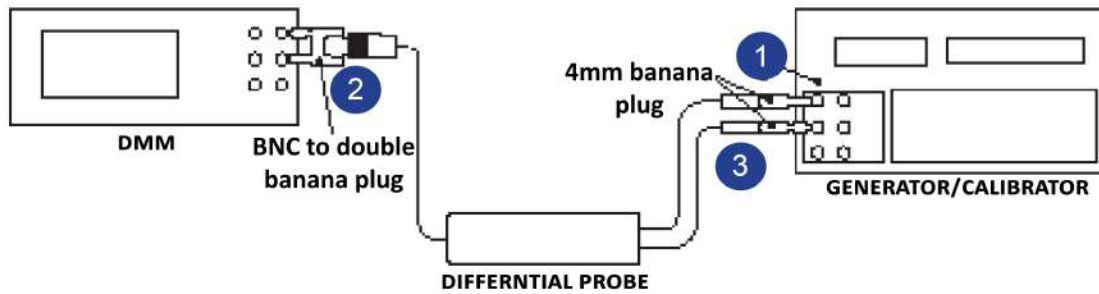 1
4mm banana
plug
2
DMM
BNC to double
banana plug
3
GENERATOR/CALIBRATOR
DIFFERNTIAL PROBE